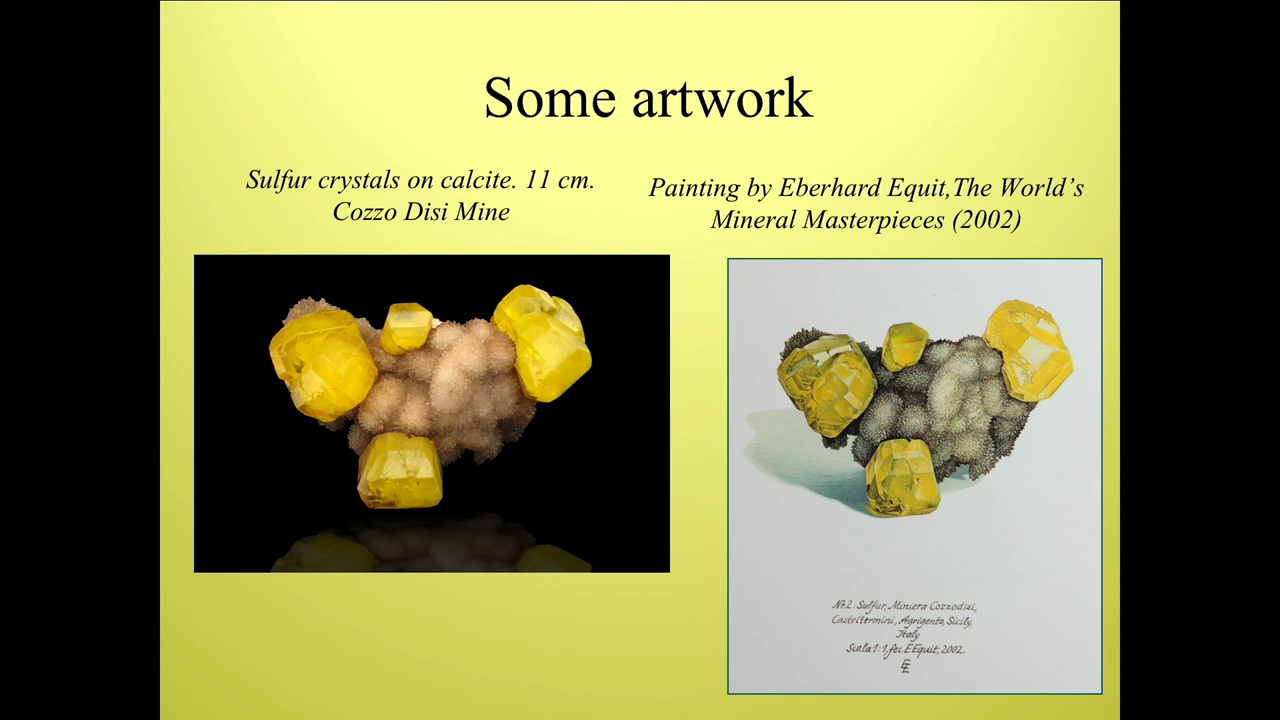 Some artwork
Sulfur crystals on calcite. 11 cm.
Cozzo Disi Mine
Painting by Eberhard Equit,The World’s
Mineral Masterpieces (2002)
Nr.2: Sulfur, Miniera Cozzodisi,
Casteltermini, Agrigento, Sicily,
Italy
Scala 1:1, fec. E Equit, 2002.
EE